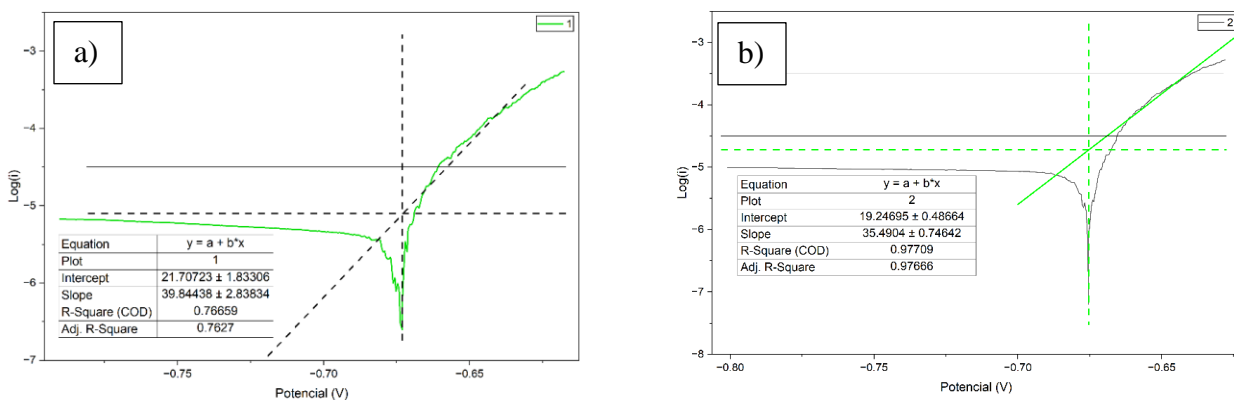 a)
1
Log(i)
−3
−4
−5
−6
−7
Equation y = a + b*x
Plot 1
Intercept 21.70723 ± 1.83306
Slope 39.84438 ± 2.83834
R-Square (COD) 0.76659
Adj. R-Square 0.7627
−0.75 −0.70 −0.65
Potencial (V)
b)
2
Log(i)
−3
−4
−5
−6
−7
−8
Equation y = a + b*x
Plot 2
Intercept 19.24695 ± 0.48664
Slope 35.4904 ± 0.74642
R-Square (COD) 0.97709
Adj. R-Square 0.97666
−0.80 −0.75 −0.70 −0.65
Potencial (V)